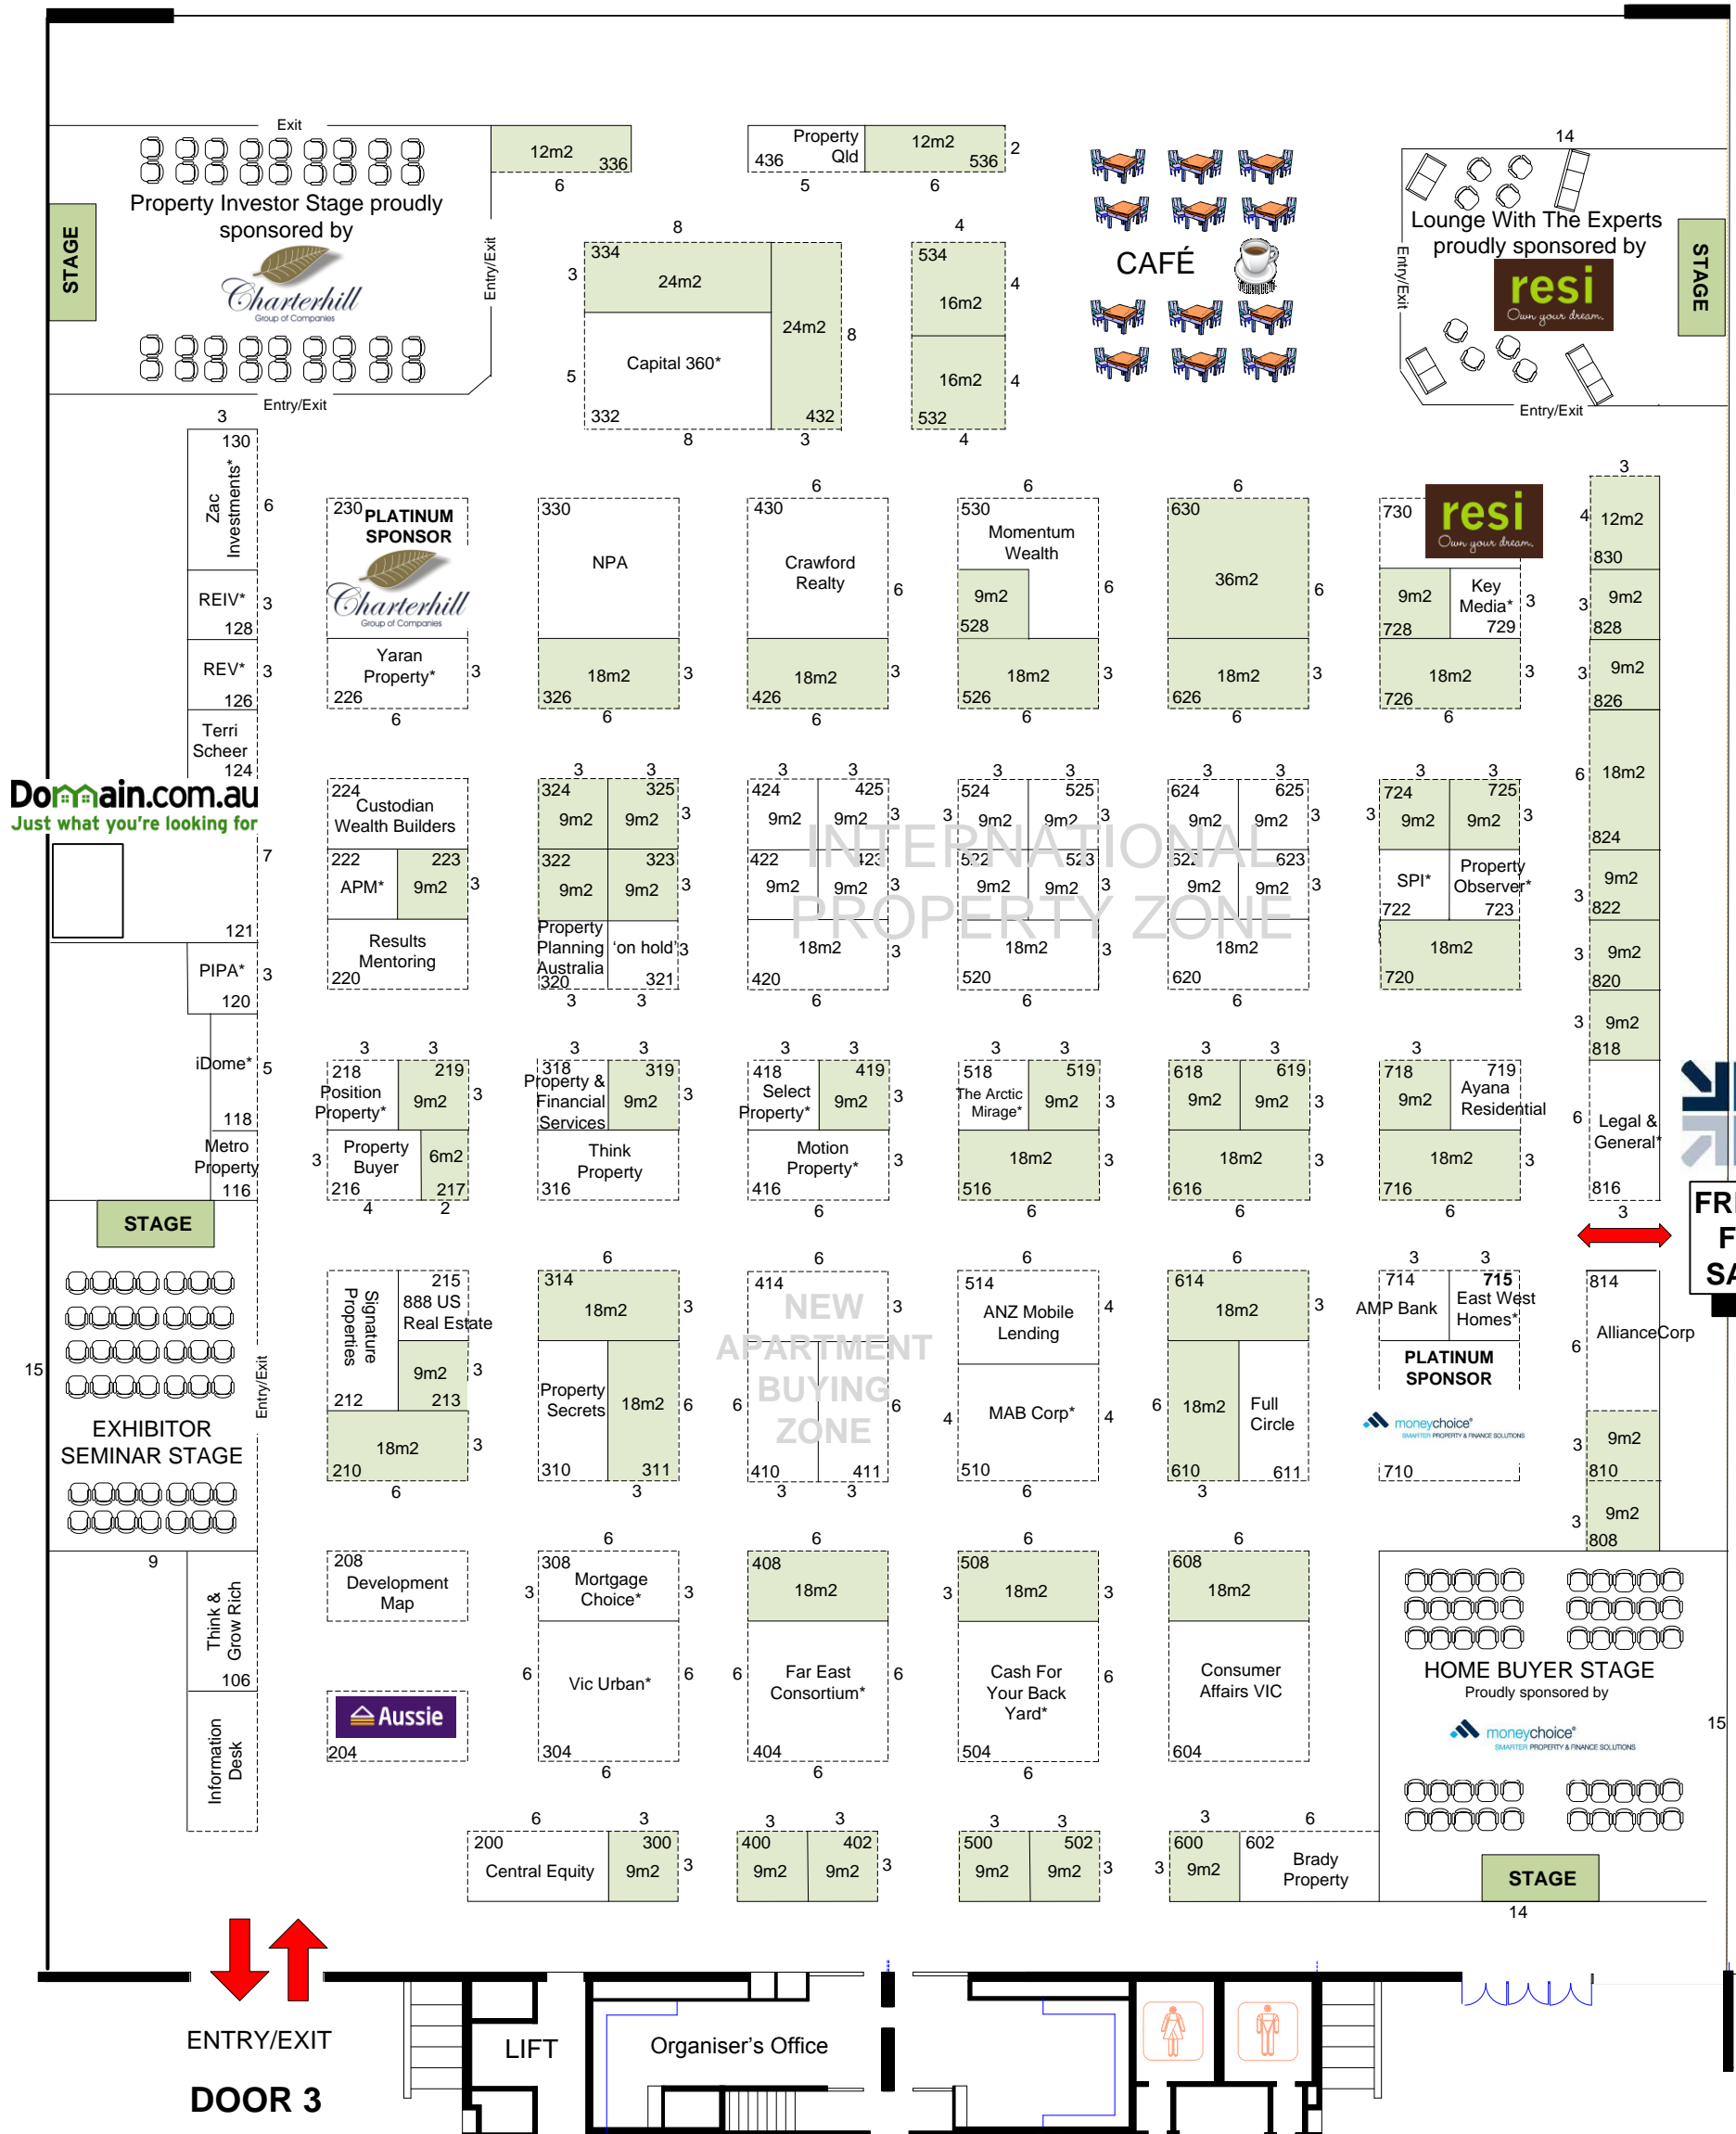 Exit
12m2
336
6
Property
Qld
436
5
12m2
536
2
6
14
Property Investor Stage proudly
sponsored by
Charterhill
Group of Companies
STAGE
Entry/Exit
Entry/Exit
8
334
3
24m2
24m2
8
Capital 360*
5
332
432
8
3
4
534
16m2
4
16m2
4
532
4
CAFÉ
Lounge With The Experts
proudly sponsored by
resi
Own your dream.
STAGE
Entry/Exit
Entry/Exit
3
130
Zac
Investments*
6
REIV*
3
128
REV*
3
126
Terri
Scheer
124
Domain.com.au
Just what you're looking for
7
121
PIPA*
3
120
iDome*
5
118
Metro
Property
116
230
PLATINUM
SPONSOR
Charterhill
Group of Companies
Yaran
Property*
3
226
6
330
NPA
18m2
3
326
6
6
430
Crawford
Realty
6
18m2
3
426
6
6
530
Momentum
Wealth
9m2
528
6
18m2
3
526
6
6
630
36m2
6
18m2
3
626
6
730
resi
Own your dream.
9m2
728
Key
Media*
729
3
18m2
3
726
6
3
4
12m2
830
3
9m2
828
3
9m2
826
6
18m2
824
3
9m2
822
3
9m2
820
3
9m2
818
6
Legal &
General*
816
3
224
Custodian
Wealth Builders
222
APM*
223
9m2
3
Results
Mentoring
220
3
3
324
9m2
325
9m2
3
322
9m2
323
9m2
3
Property
Planning
Australia
320
'on hold'
3
321
3
3
INTERNATIONAL
PROPERTY ZONE
3
3
424
9m2
425
9m2
3
422
9m2
423
9m2
3
18m2
3
420
6
3
3
524
3
9m2
525
9m2
3
522
9m2
523
9m2
3
18m2
3
520
6
3
3
624
9m2
625
9m2
3
622
9m2
623
9m2
3
18m2
620
6
3
3
724
3
9m2
725
9m2
3
SPI*
722
Property
Observer*
723
18m2
720
3
3
218
Position
Property*
219
9m2
3
3
Property
Buyer
216
6m2
217
4
2
3
3
318
Property &
Financial
Services
319
9m2
3
Think
Property
316
3
3
418
Select
Property*
419
9m2
3
Motion
Property*
3
416
6
3
3
518
The Arctic
Mirage*
519
9m2
3
18m2
3
516
6
3
3
618
9m2
619
9m2
3
18m2
3
616
6
3
718
9m2
719
Ayana
Residential
18m2
3
716
6
STAGE
15
EXHIBITOR
SEMINAR STAGE
Entry/Exit
9
Signature
Properties
212
215
888 US
Real Estate
9m2
3
213
18m2
3
210
6
6
314
18m2
3
Property
Secrets
310
18m2
6
311
3
NEW
APARTMENT
BUYING
ZONE
6
414
3
6
6
410
411
3
3
6
514
ANZ Mobile
Lending
4
4
MAB Corp*
4
510
6
6
614
18m2
3
6
18m2
610
Full
Circle
611
3
3
3
714
AMP Bank
715
East West
Homes*
PLATINUM
SPONSOR
moneychoice
SMARTER PROPERTY & FINANCE SOLUTIONS
710
814
6
AllianceCorp
3
9m2
810
3
9m2
808
Think &
Grow Rich
106
Information
Desk
208
Development
Map
Aussie
204
6
308
3
Mortgage
Choice*
3
6
Vic Urban*
6
304
6
6
408
18m2
6
Far East
Consortium*
6
404
6
6
508
3
18m2
3
Cash For
Your Back
Yard*
6
504
6
6
608
18m2
Consumer
Affairs VIC
604
HOME BUYER STAGE
Proudly sponsored by
moneychoice
SMARTER PROPERTY & FINANCE SOLUTIONS
15
STAGE
14
6
3
200
Central Equity
300
9m2
3
3
3
400
9m2
402
9m2
3
3
3
500
9m2
502
9m2
3
3
6
600
3
9m2
602
Brady
Property
ENTRY/EXIT
DOOR 3
LIFT
Organiser's Office